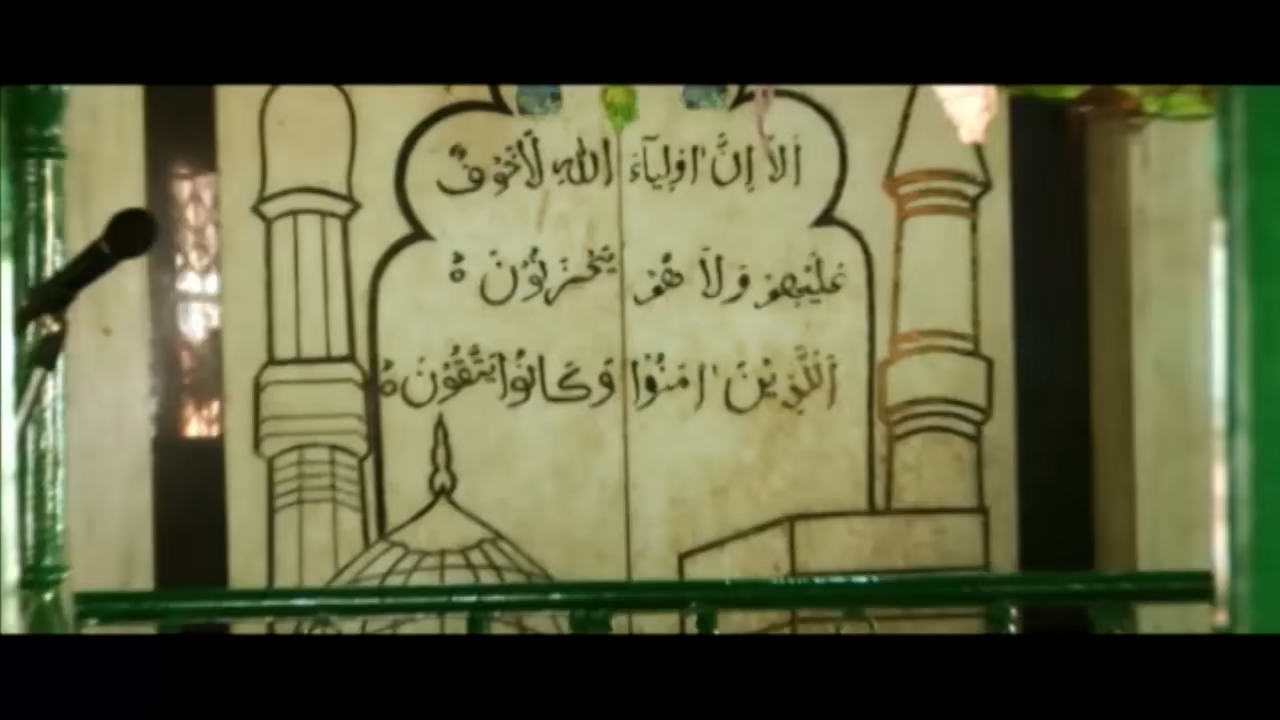 اَلَاۤ اِنَّ اَوْلِيَآءَ اللّٰهِ لَاخَوْفٌ
عَلَيْهِمْ وَلَا هُمْ يَحْزَنُوْنَ ه
اَلَّذِيْنَ اٰمَنُوْا وَكَانُوْا يَتَّقُوْنَ ه